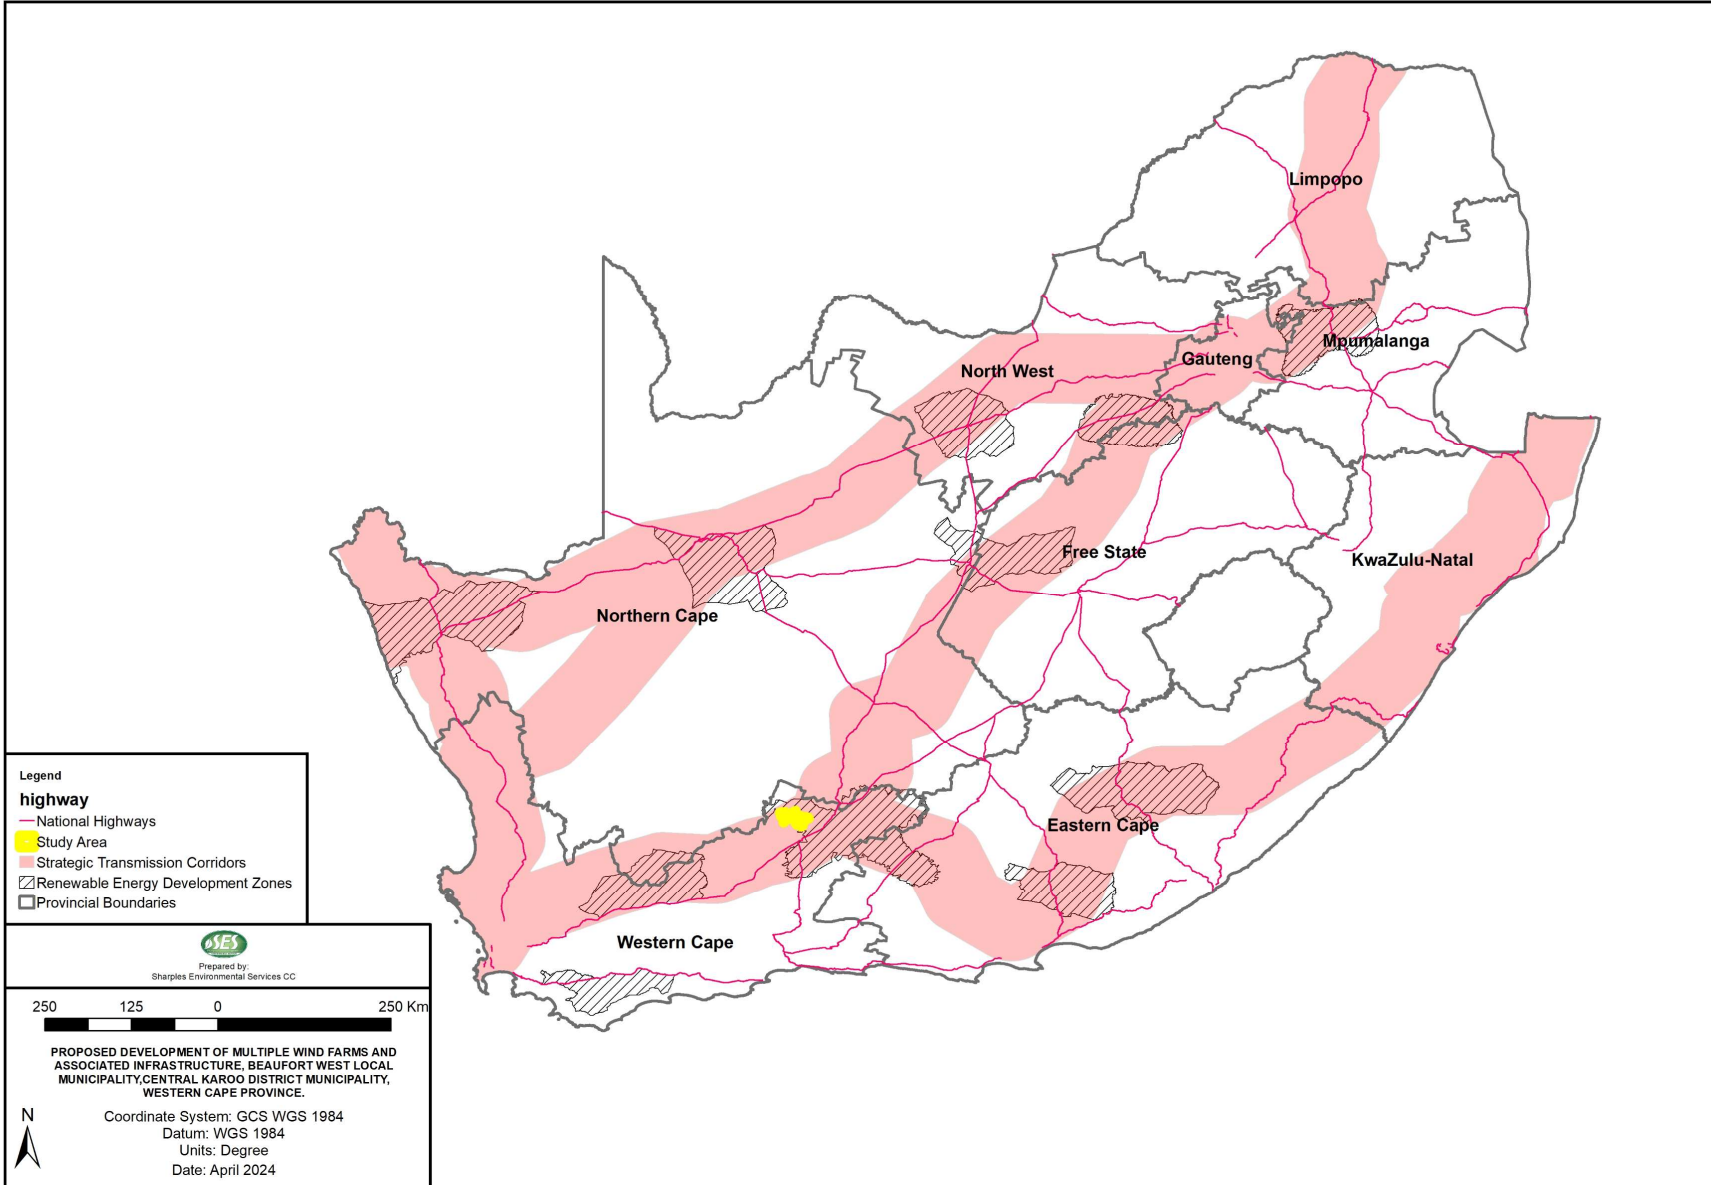 Limpopo
Mpumalanga
Gauteng
North West
Free State
KwaZulu-Natal
Northern Cape
Eastern Cape
Western Cape
Legend
highway
National Highways
Study Area
Strategic Transmission Corridors
Renewable Energy Development Zones
Provincial Boundaries
SES
Prepared by:
Sharples Environmental Services CC
250 125 0 250 Km
PROPOSED DEVELOPMENT OF MULTIPLE WIND FARMS AND
ASSOCIATED INFRASTRUCTURE, BEAUFORT WEST LOCAL
MUNICIPALITY,CENTRAL KAROO DISTRICT MUNICIPALITY,
WESTERN CAPE PROVINCE.
N
Coordinate System: GCS WGS 1984
Datum: WGS 1984
Units: Degree
Date: April 2024